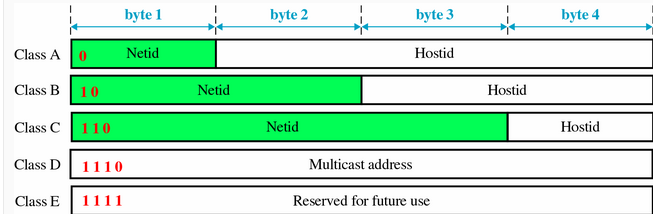 byte 1 byte 2 byte 3 byte 4
Class A 0 Netid Hostid
Class B 1 0 Netid Hostid
Class C 1 1 0 Netid Hostid
Class D 1 1 1 0 Multicast address
Class E 1 1 1 1 Reserved for future use